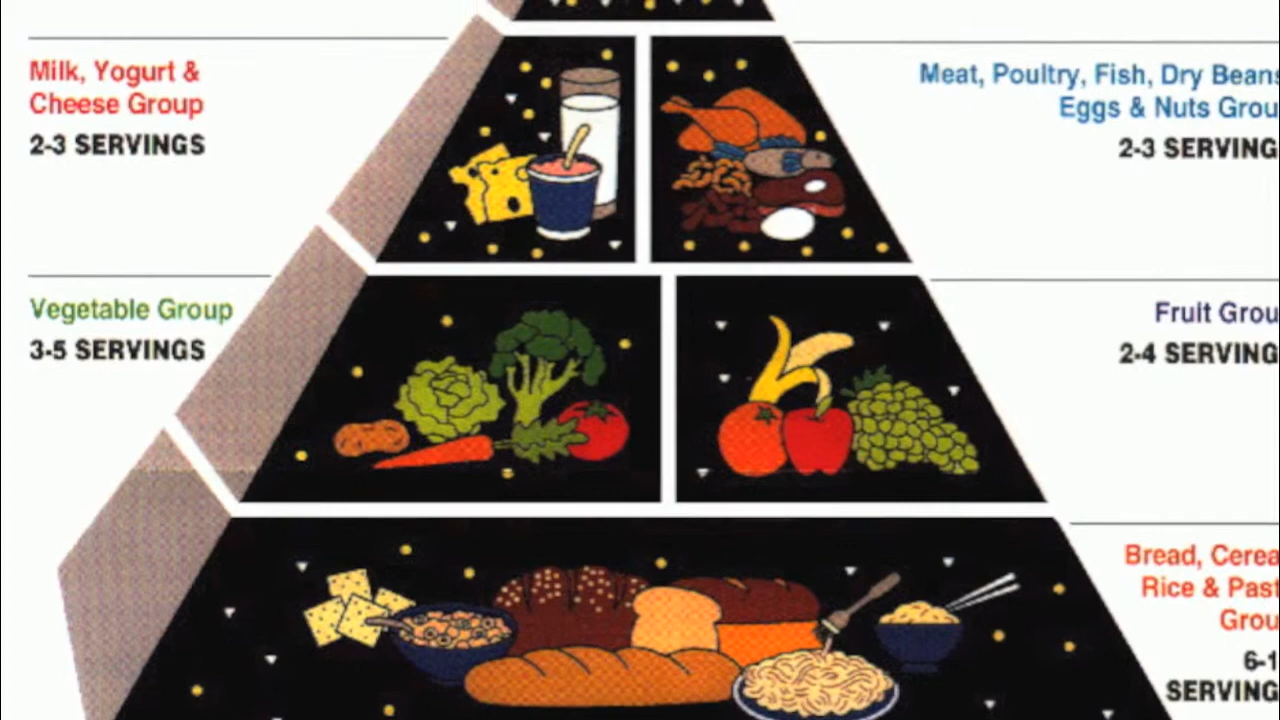 Milk, Yogurt &
Cheese Group
2-3 SERVINGS
Meat, Poultry, Fish, Dry Beans
Eggs & Nuts Grou
2-3 SERVING
Vegetable Group
3-5 SERVINGS
Fruit Grou
2-4 SERVING
Bread, Cerea
Rice & Past
Grou
6-1
SERVING